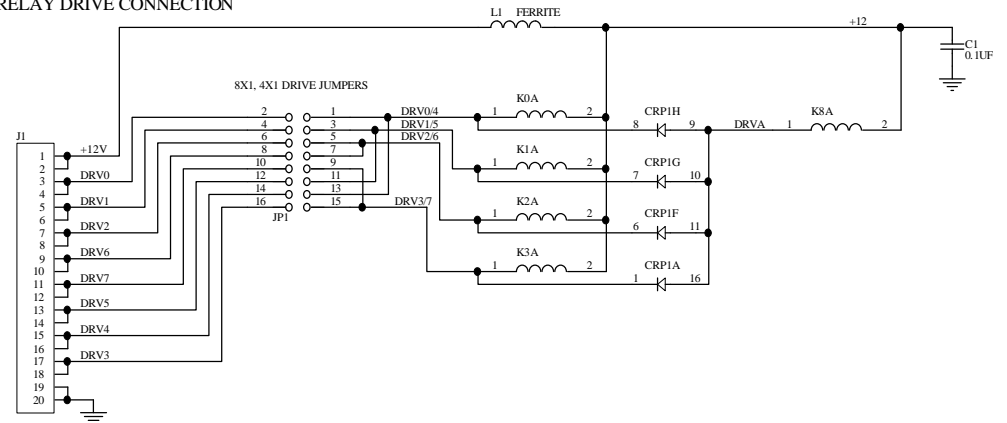 RELAY DRIVE CONNECTION
L1 FERRITE
+12
C1
0.1UF
8X1, 4X1 DRIVE JUMPERS
K0A
K8A
2 1 DRV0/4 1 2
4 3 DRV1/5 8 CRP1H 9 DRVA 1 2
J1
6 5 DRV2/6
1 +12V 8 7 K1A
2 10 9 1 2 CRP1G
3 DRV0 12 11 7 10
4 14 13 K2A
5 DRV1 16 15 DRV3/7 1 2 CRP1F
6 JP1
7 DRV2 6 11
8 K3A
9 DRV6 1 2 CRP1A
10 1 16
11 DRV7
12
13 DRV5
14
15 DRV4
16
17 DRV3
18
19
20